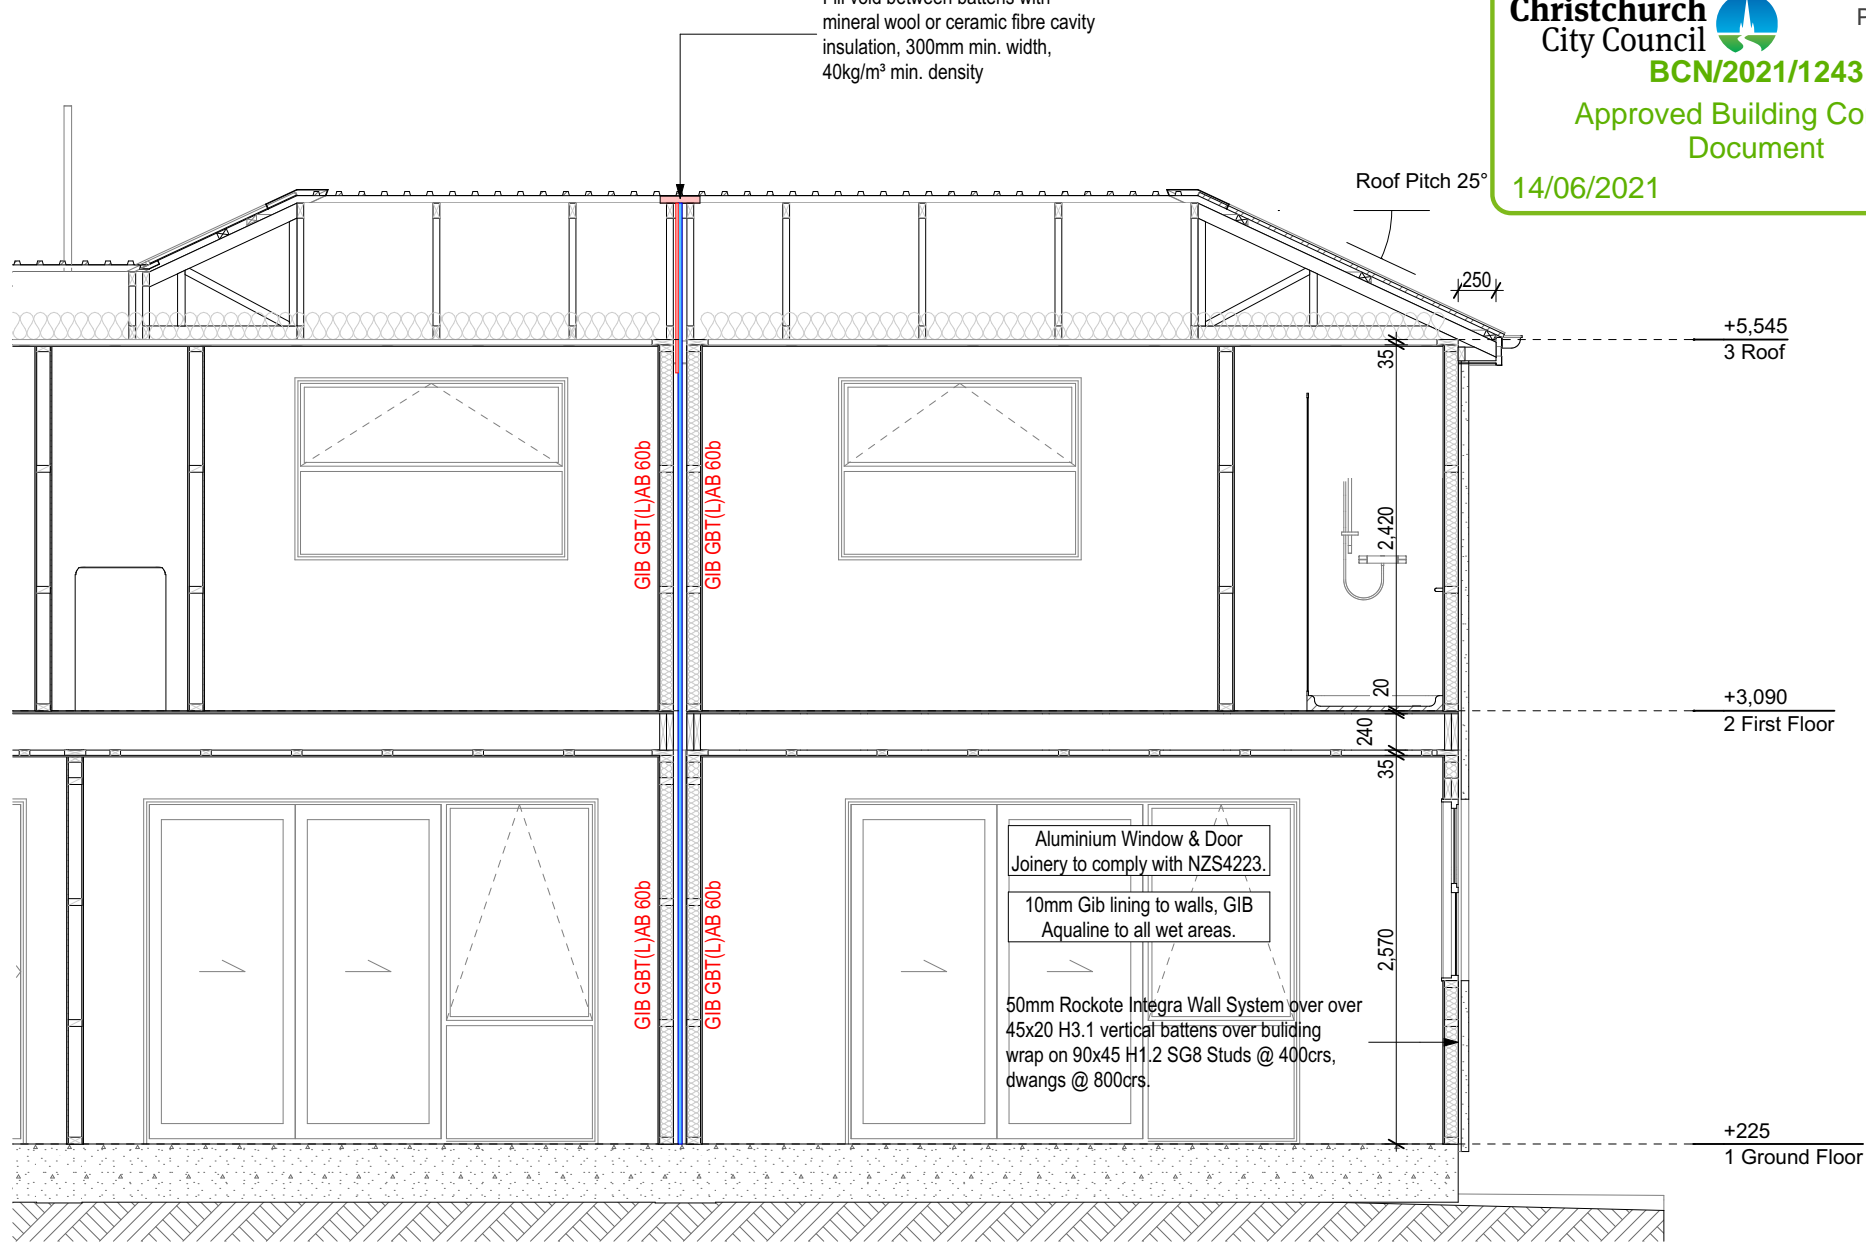 mineral wool or ceramic fibre cavity
insulation, 300mm min. width,
40kg/m³ min. density
Christchurch
City Council
BCN/2021/1243
Approved Building Co
Document
14/06/2021
Roof Pitch 25°
250
+5,545
3 Roof
35
GIB GBT(L)AB 60b
GIB GBT(L)AB 60b
2,420
20
+3,090
2 First Floor
240
35
Aluminium Window & Door
Joinery to comply with NZS4223.
10mm Gib lining to walls, GIB
Aqualine to all wet areas.
GIB GBT(L)AB 60b
GIB GBT(L)AB 60b
2,570
50mm Rockote Integra Wall System over over
45x20 H3.1 vertical battens over buliding
wrap on 90x45 H1.2 SG8 Studs @ 400crs,
dwangs @ 800crs.
+225
1 Ground Floor